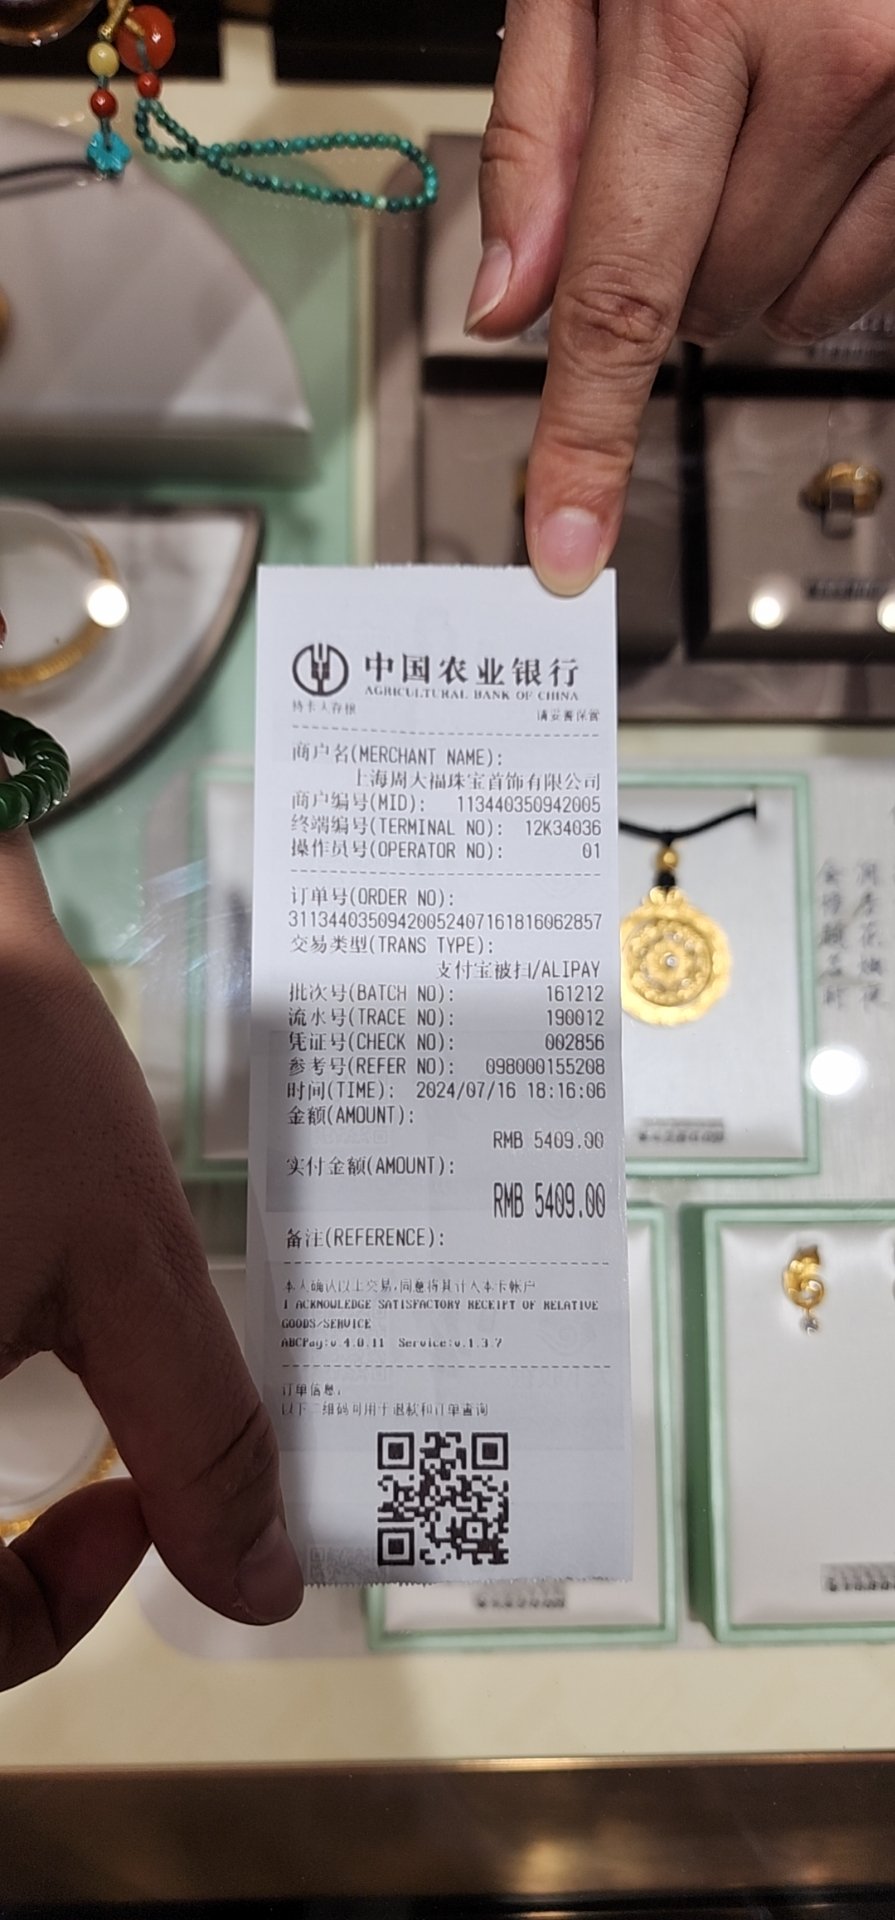 中国农业银行
AGRICULTURAL BANK OF CHINA
持卡人存根 请妥善保管
商户名(MERCHANT NAME):
上海周大福珠宝首饰有限公司
商户编号(MID): 113440350942005
终端编号(TERMINAL NO): 12K34036
操作员号(OPERATOR NO): 01
订单号(ORDER NO):
31134403509420052407161816062857
交易类型(TRANS TYPE):
支付宝被扫/ALIPAY
批次号(BATCH NO): 161212
流水号(TRACE NO): 190012
凭证号(CHECK NO): 002856
参考号(REFER NO): 098000155208
时间(TIME): 2024/07/16 18:16:06
金额(AMOUNT):
RMB 5409.00
实付金额(AMOUNT):
RMB 5409.00
备注(REFERENCE):
本人确认以上交易,同意将其计入本卡帐户
I ACKNOWLEDGE SATISFACTORY RECEIPT OF RELATIVE
GOODS/SERVICE
ABCPay:v.4.0.11 Service:v.1.3.7
订单信息:
以下二维码可用于退款和订单查询